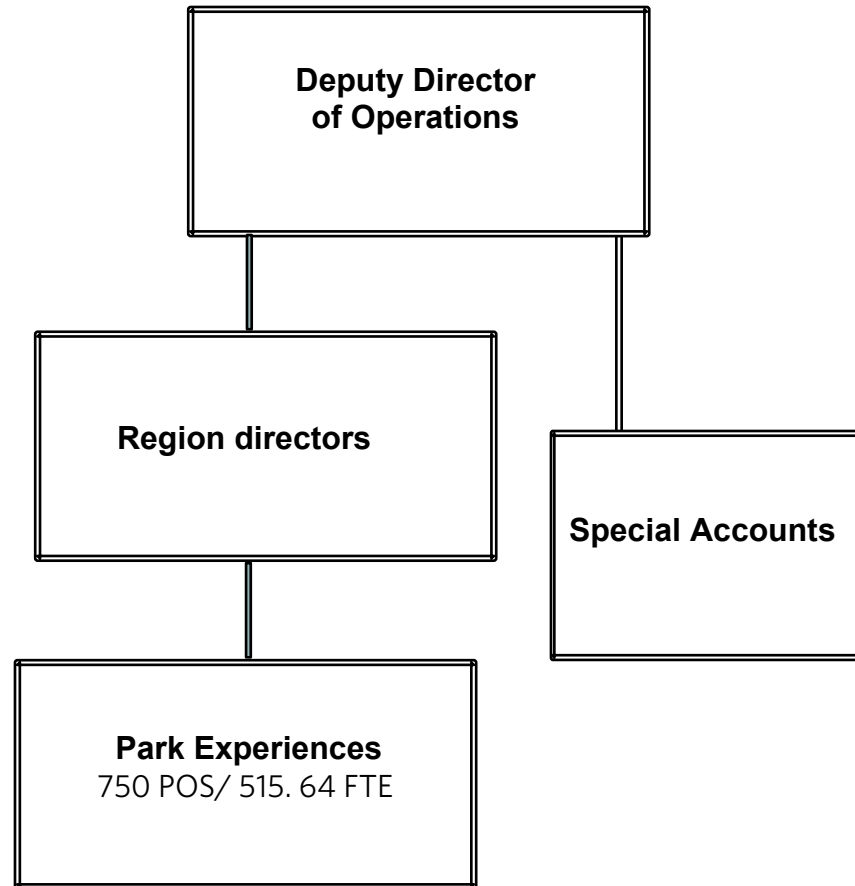 Deputy Director
of Operations
Region directors
Special Accounts
Park Experiences
750 POS/ 515. 64 FTE